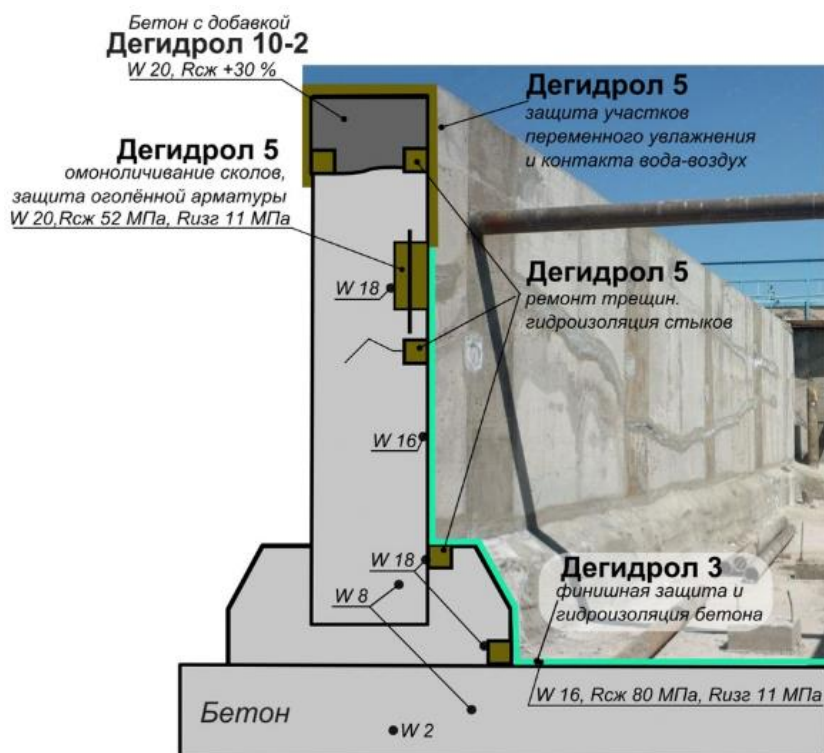 Бетон с добавкой
Дегидрол 10-2
W 20, Rсж +30 %
Дегидрол 5
защита участков
переменного увлажнения
и контакта вода-воздух
Дегидрол 5
омоноличивание сколов,
защита оголённой арматуры
W 20,Rсж 52 МПа, Rизг 11 МПа
W 18
Дегидрол 5
ремонт трещин.
гидроизоляция стыков
W 16
W 18
W 8
Дегидрол 3
финишная защита и
гидроизоляция бетона
W 16, Rсж 80 МПа, Rизг 11 МПа
Бетон
W 2